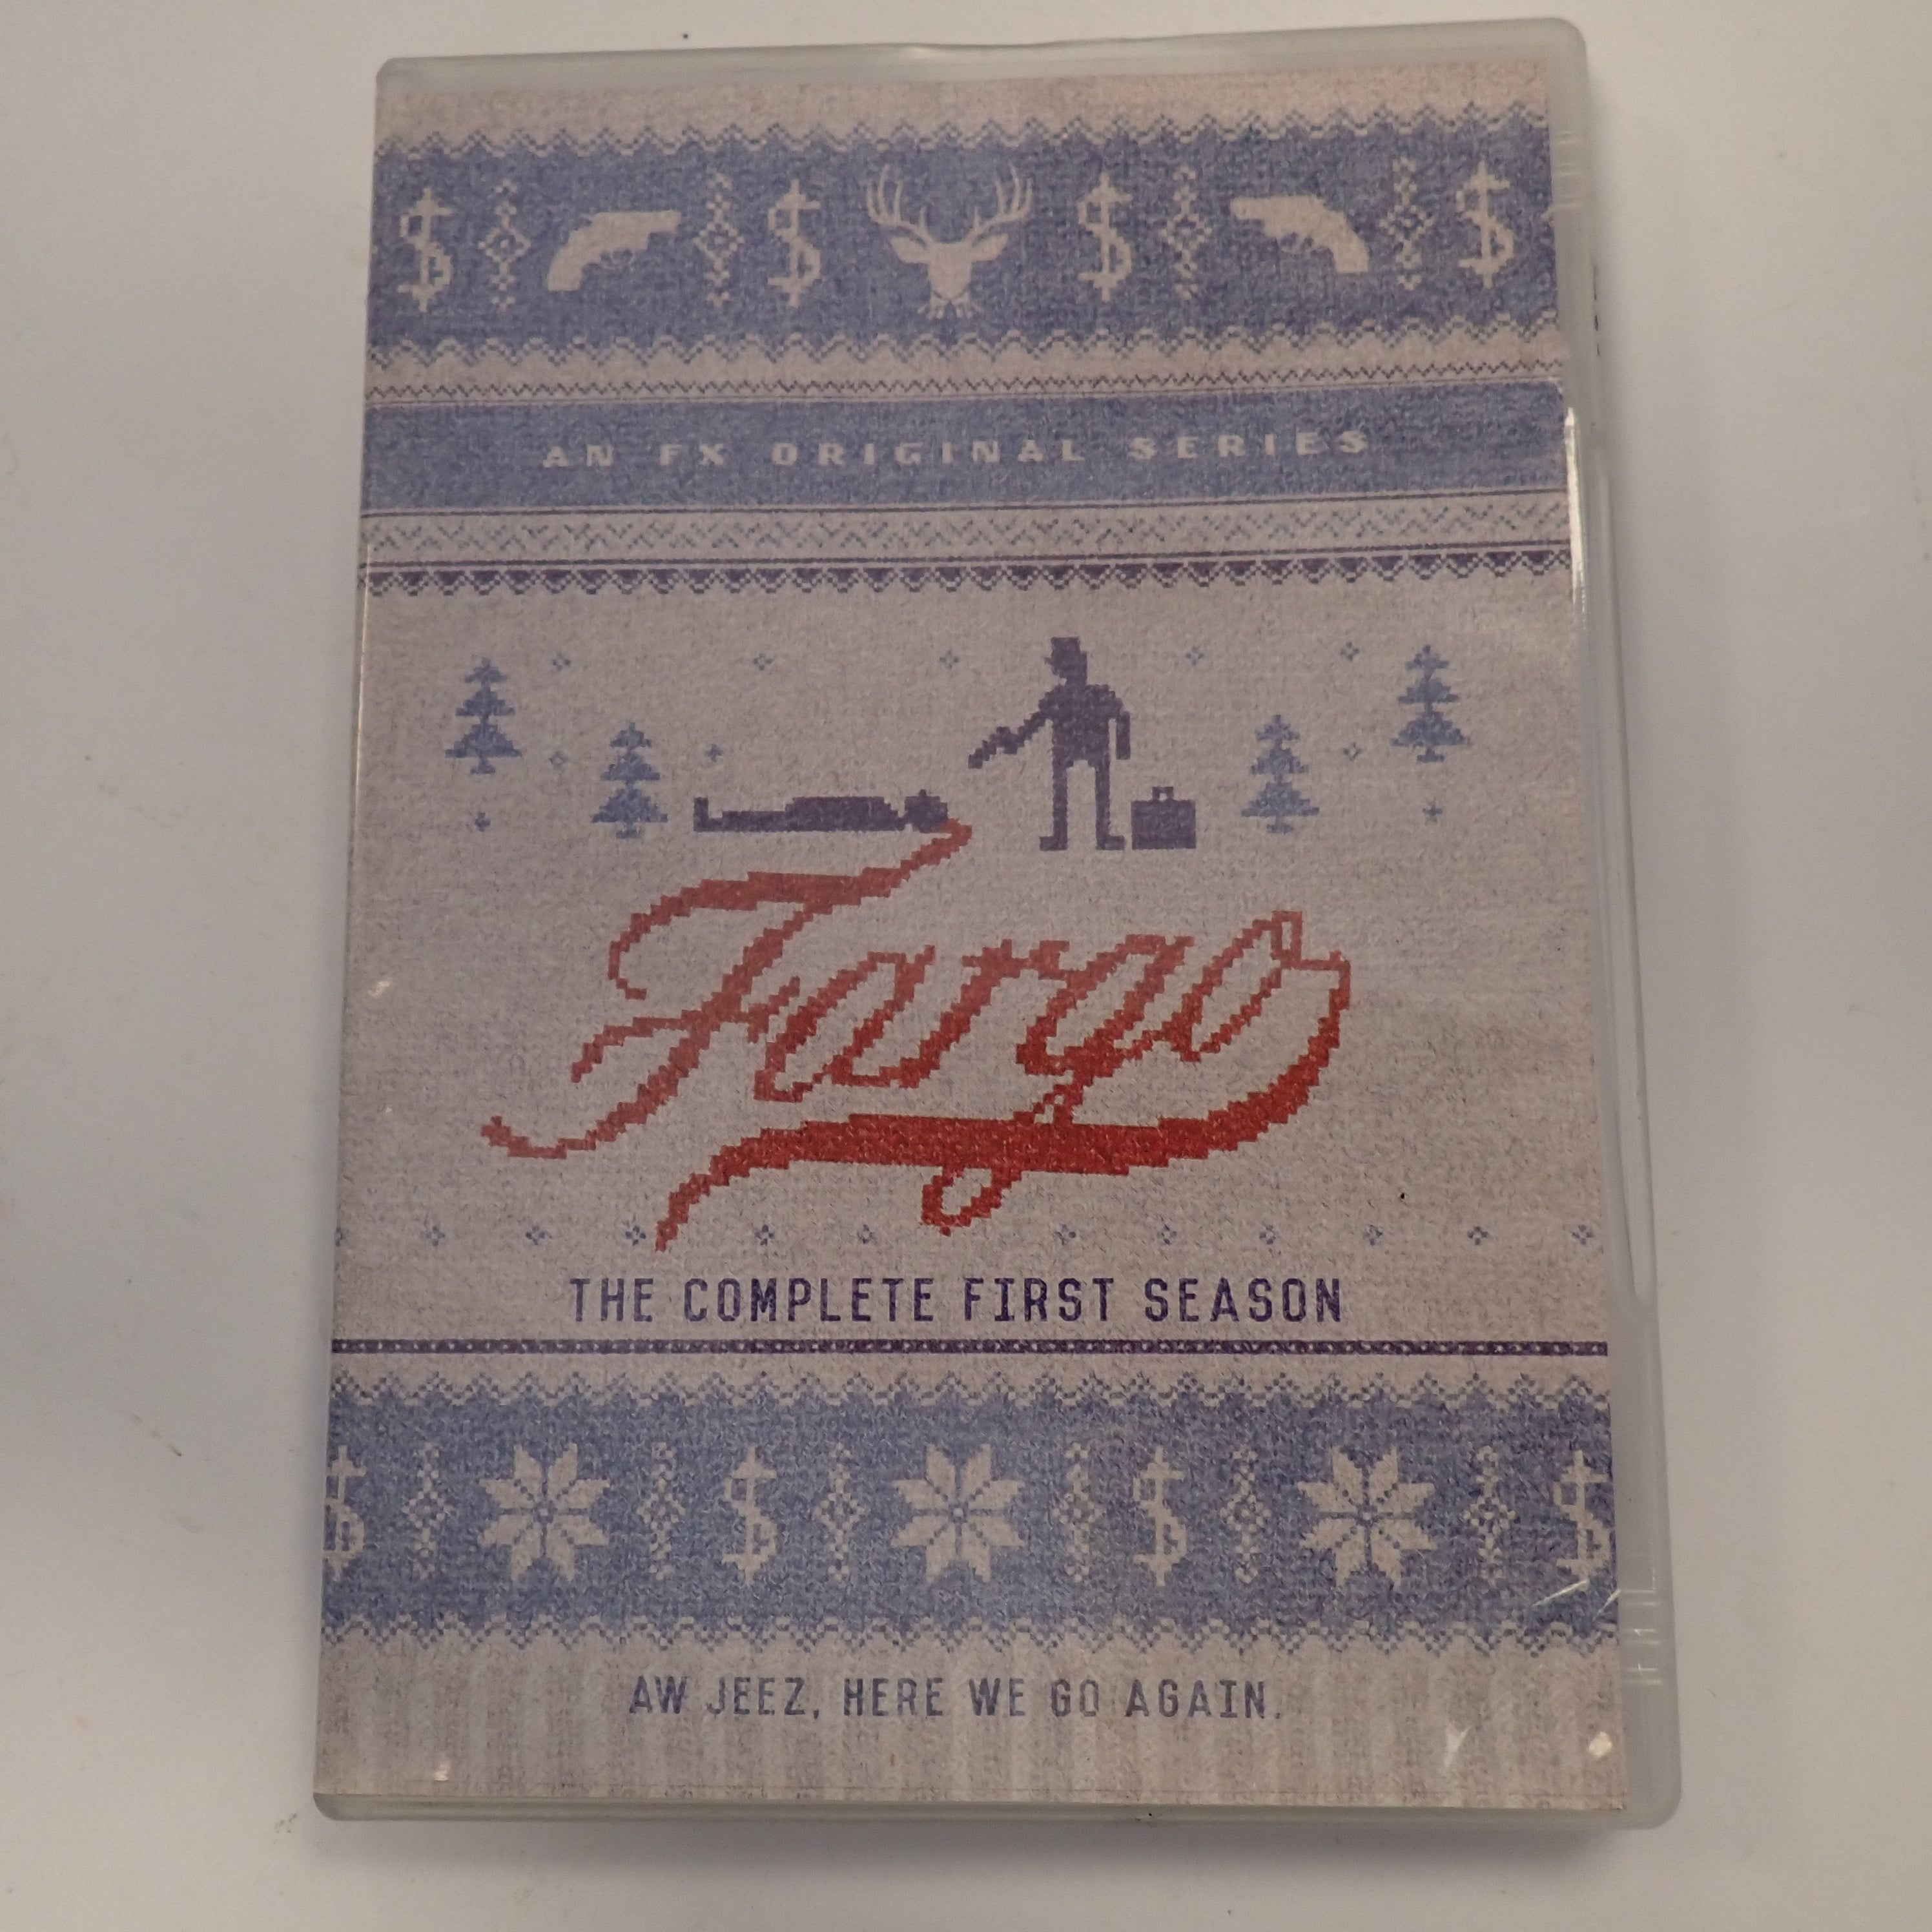 $ $ $ $
AN FX ORIGINAL SERIES
Fargo
THE COMPLETE FIRST SEASON
$ $ $ $
AW JEEZ, HERE WE GO AGAIN.